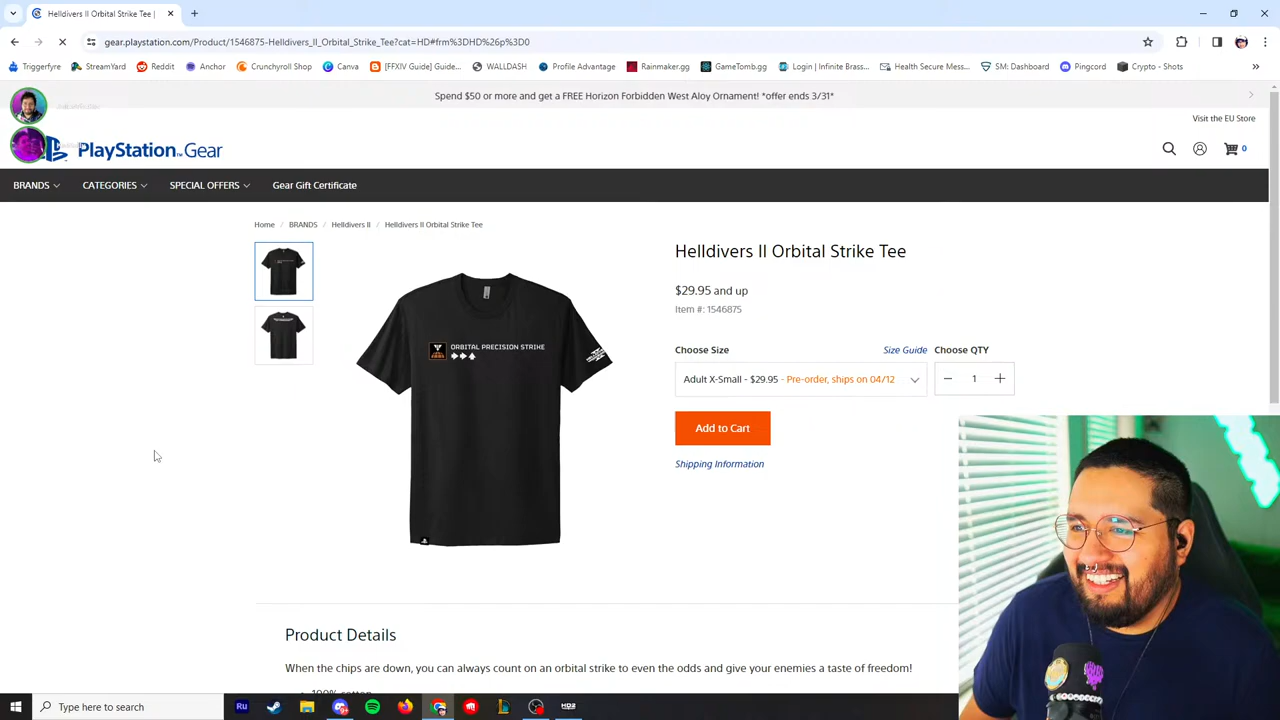 Helldivers II Orbital Strike Tee |
gear.playstation.com/Product/1546875-Helldivers_II_Orbital_Strike_Tee?cat=HD#frm%3DHD%26p%3D0
Triggerfyre StreamYard Reddit Anchor Crunchyroll Shop Canva [FFXIV Guide] Guide... WALLDASH Profile Advantage Rainmaker.gg GameTomb.gg Login | Infinite Brass... Health Secure Mess... SM: Dashboard Pingcord Crypto - Shots
Spend $50 or more and get a FREE Horizon Forbidden West Aloy Ornament! *offer ends 3/31*
Visit the EU Store
PlayStation™Gear
0
BRANDS CATEGORIES SPECIAL OFFERS Gear Gift Certificate
Home / BRANDS / Helldivers II / Helldivers II Orbital Strike Tee
ORBITAL PRECISION STRIKE
Helldivers II Orbital Strike Tee
$29.95 and up
Item #: 1546875
Choose Size Size Guide Choose QTY
Adult X-Small - $29.95 - Pre-order, ships on 04/12 1
Add to Cart
Shipping Information
Product Details
When the chips are down, you can always count on an orbital strike to even the odds and give your enemies a taste of freedom!
100% cotton
Type here to search